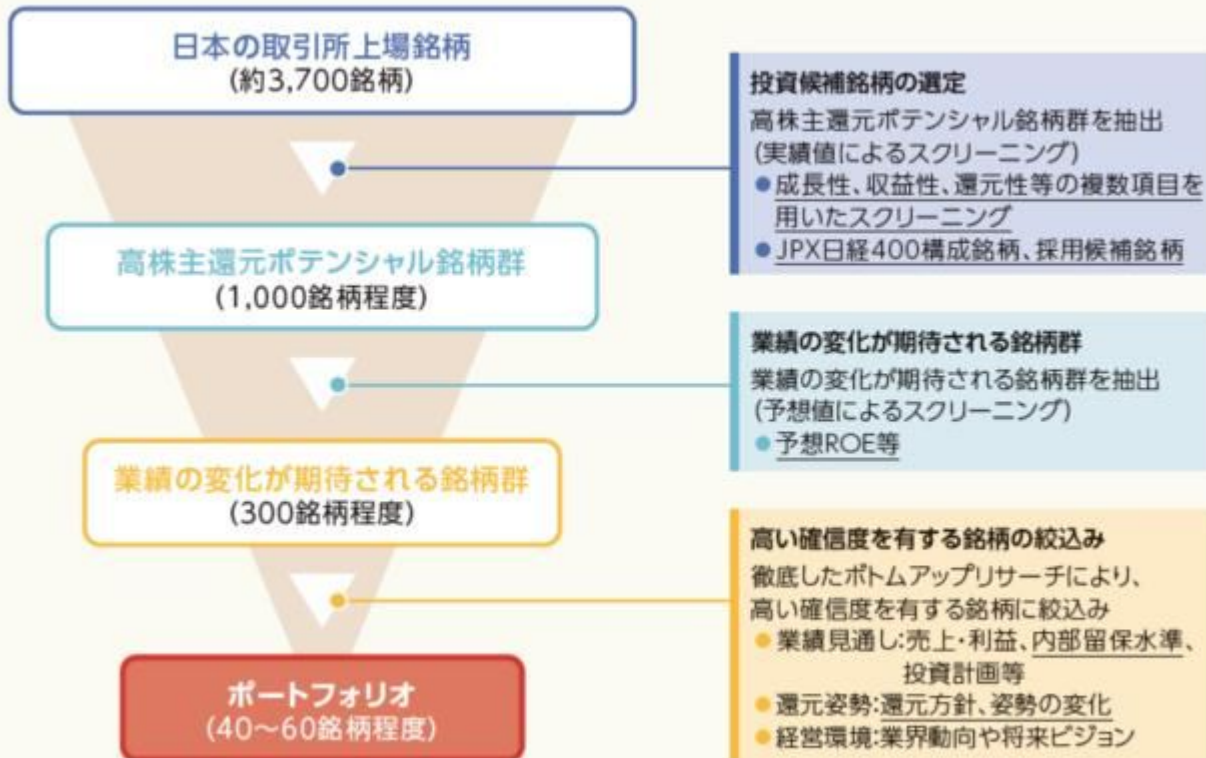 日本の取引所上場銘柄
(約3,700銘柄)
投資候補銘柄の選定
高株主還元ポテンシャル銘柄群を抽出
(実績値によるスクリーニング)
●成長性、収益性、還元性等の複数項目を
用いたスクリーニング
●JPX日経400構成銘柄、採用候補銘柄
高株主還元ポテンシャル銘柄群
(1,000銘柄程度)
業績の変化が期待される銘柄群
業績の変化が期待される銘柄群を抽出
(予想値によるスクリーニング)
●予想ROE等
業績の変化が期待される銘柄群
(300銘柄程度)
高い確信度を有する銘柄の絞込み
徹底したボトムアップリサーチにより、
高い確信度を有する銘柄に絞込み
●業績見通し:売上・利益、内部留保水準、
投資計画等
●還元姿勢:還元方針、姿勢の変化
●経営環境:業界動向や将来ビジョン
ポートフォリオ
(40〜60銘柄程度)